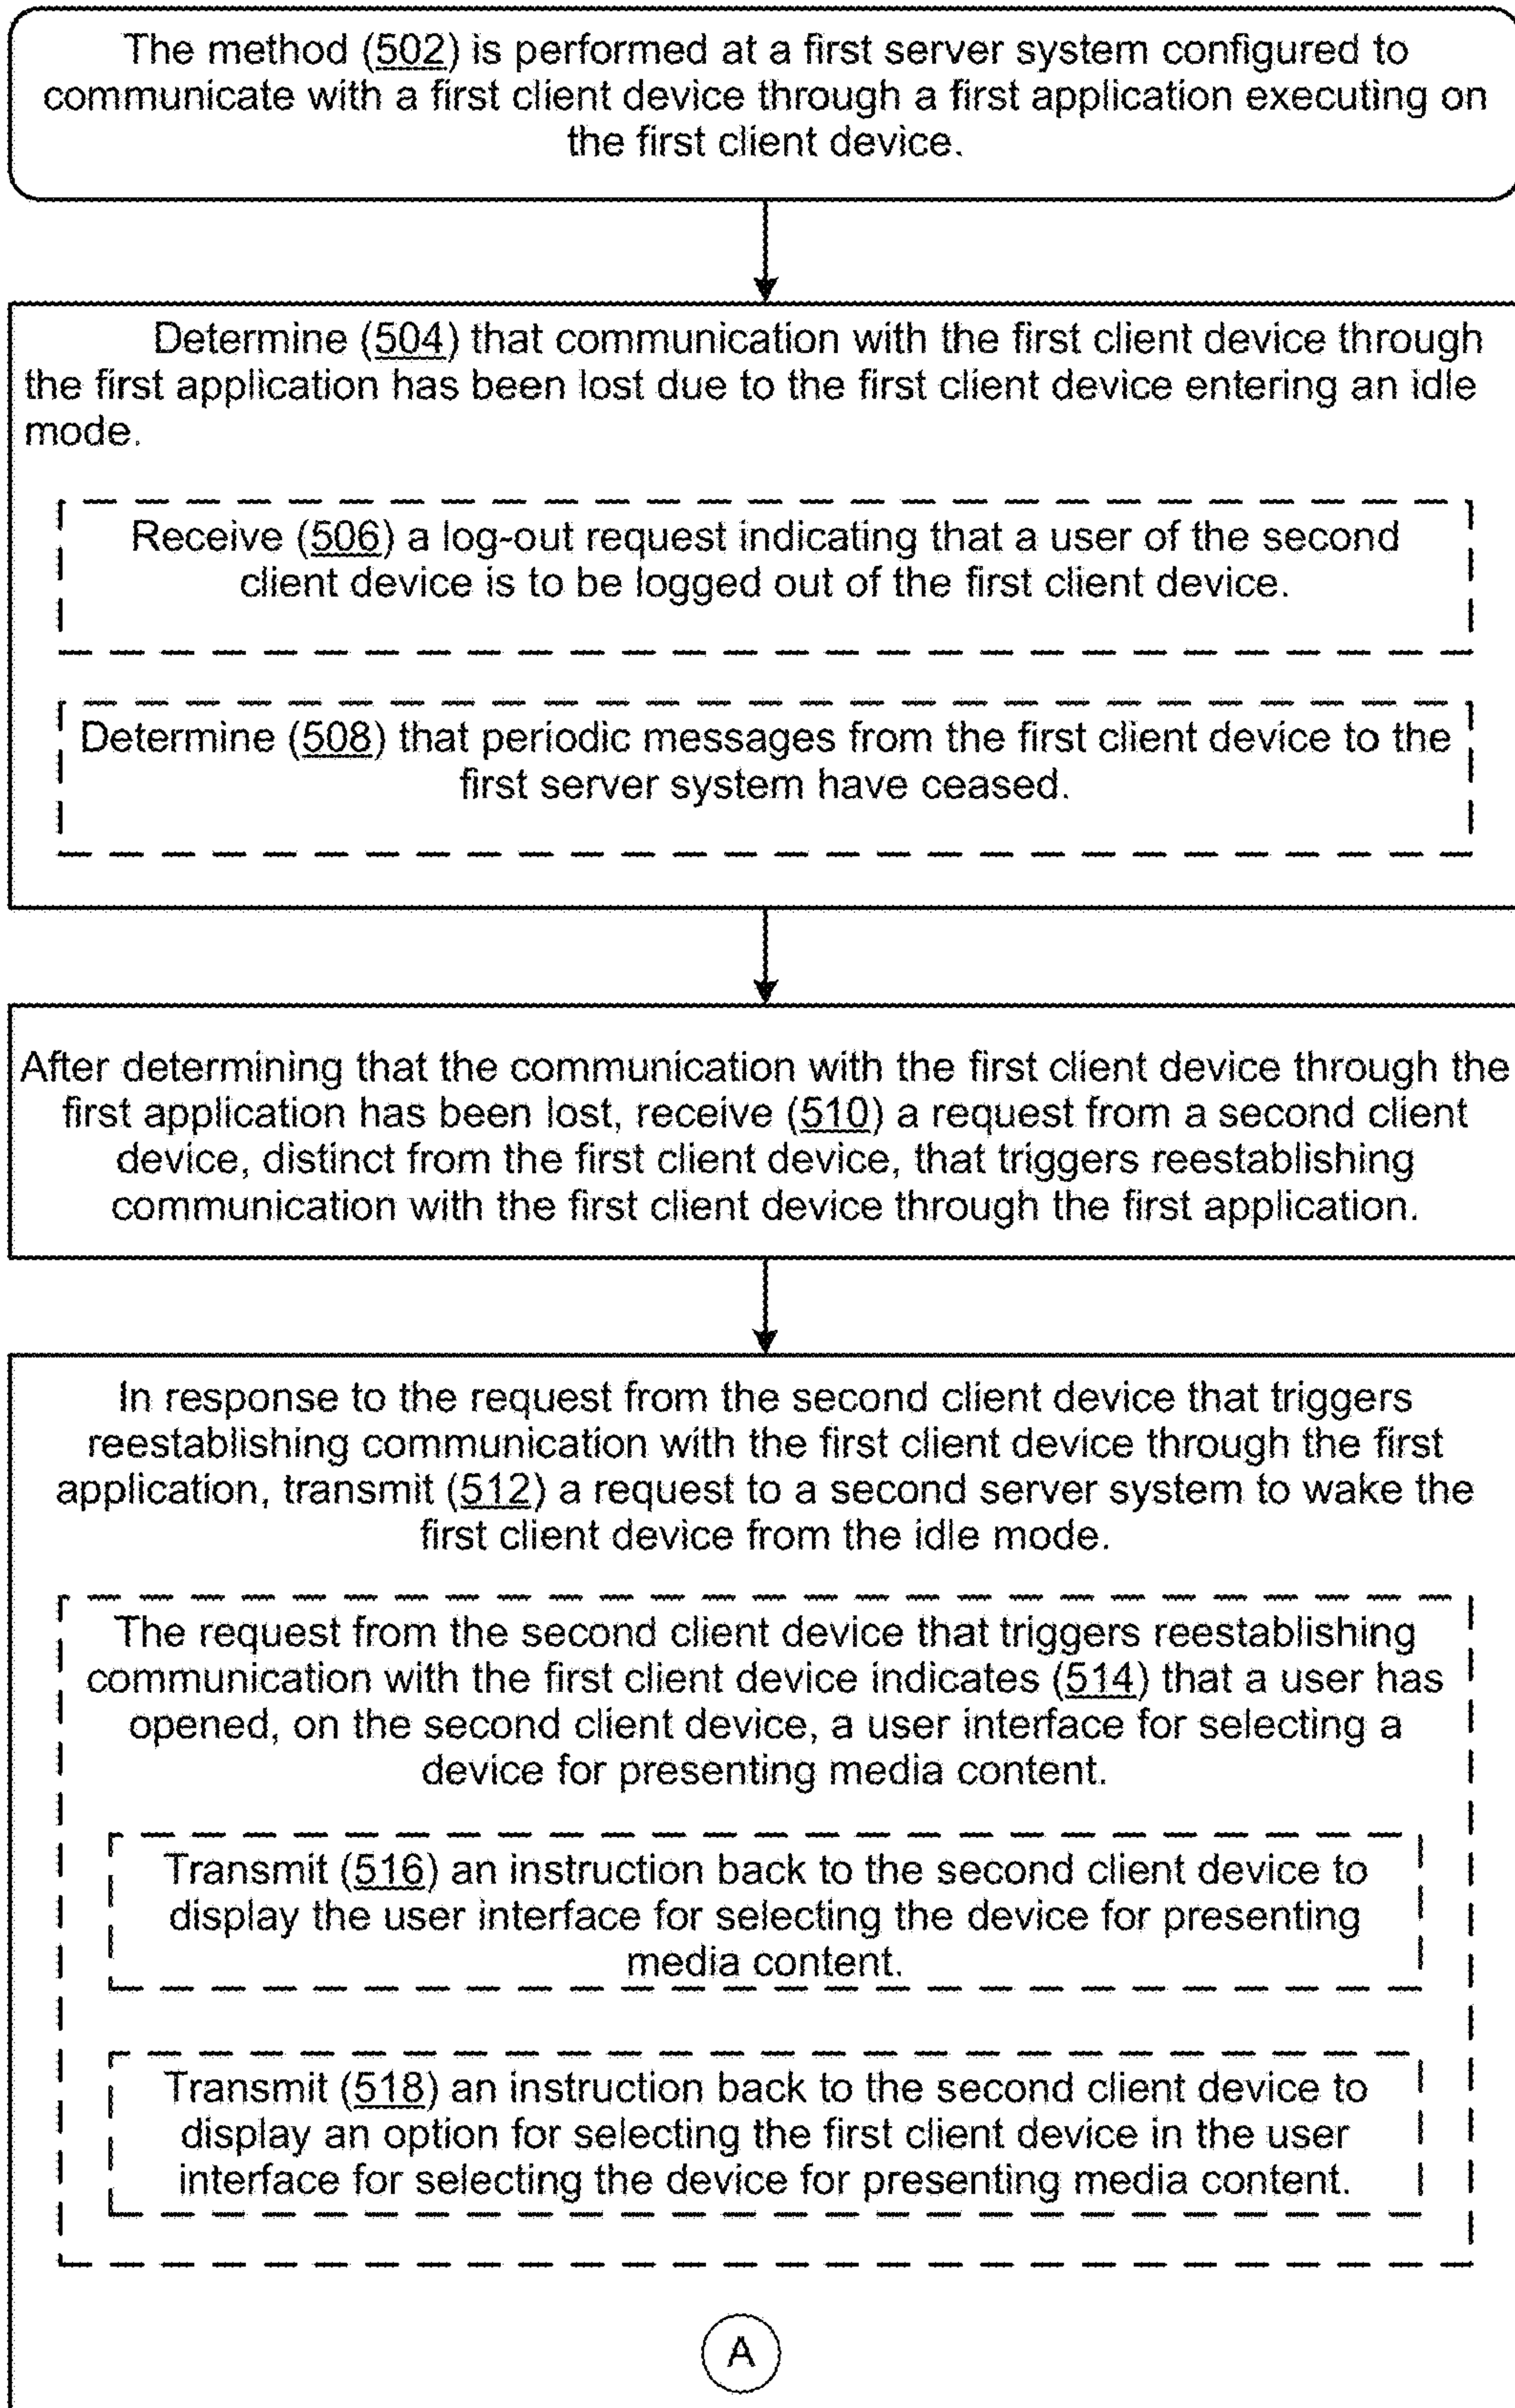 The method (502) is performed at a first server system configured to
communicate with a first client device through a first application executing on
the first client device.
Determine (504) that communication with the first client device through
the first application has been lost due to the first client device entering an idle
mode.
Receive (506) a log-out request indicating that a user of the second
client device is to be logged out of the first client device.
Determine (508) that periodic messages from the first client device to the
first server system have ceased.
After determining that the communication with the first client device through the
first application has been lost, receive (510) a request from a second client
device, distinct from the first client device, that triggers reestablishing
communication with the first client device through the first application.
In response to the request from the second client device that triggers
reestablishing communication with the first client device through the first
application, transmit (512) a request to a second server system to wake the
first client device from the idle mode.
The request from the second client device that triggers reestablishing
communication with the first client device indicates (514) that a user has
opened, on the second client device, a user interface for selecting a
device for presenting media content.
Transmit (516) an instruction back to the second client device to
display the user interface for selecting the device for presenting
media content.
Transmit (518) an instruction back to the second client device to
display an option for selecting the first client device in the user
interface for selecting the device for presenting media content.
A